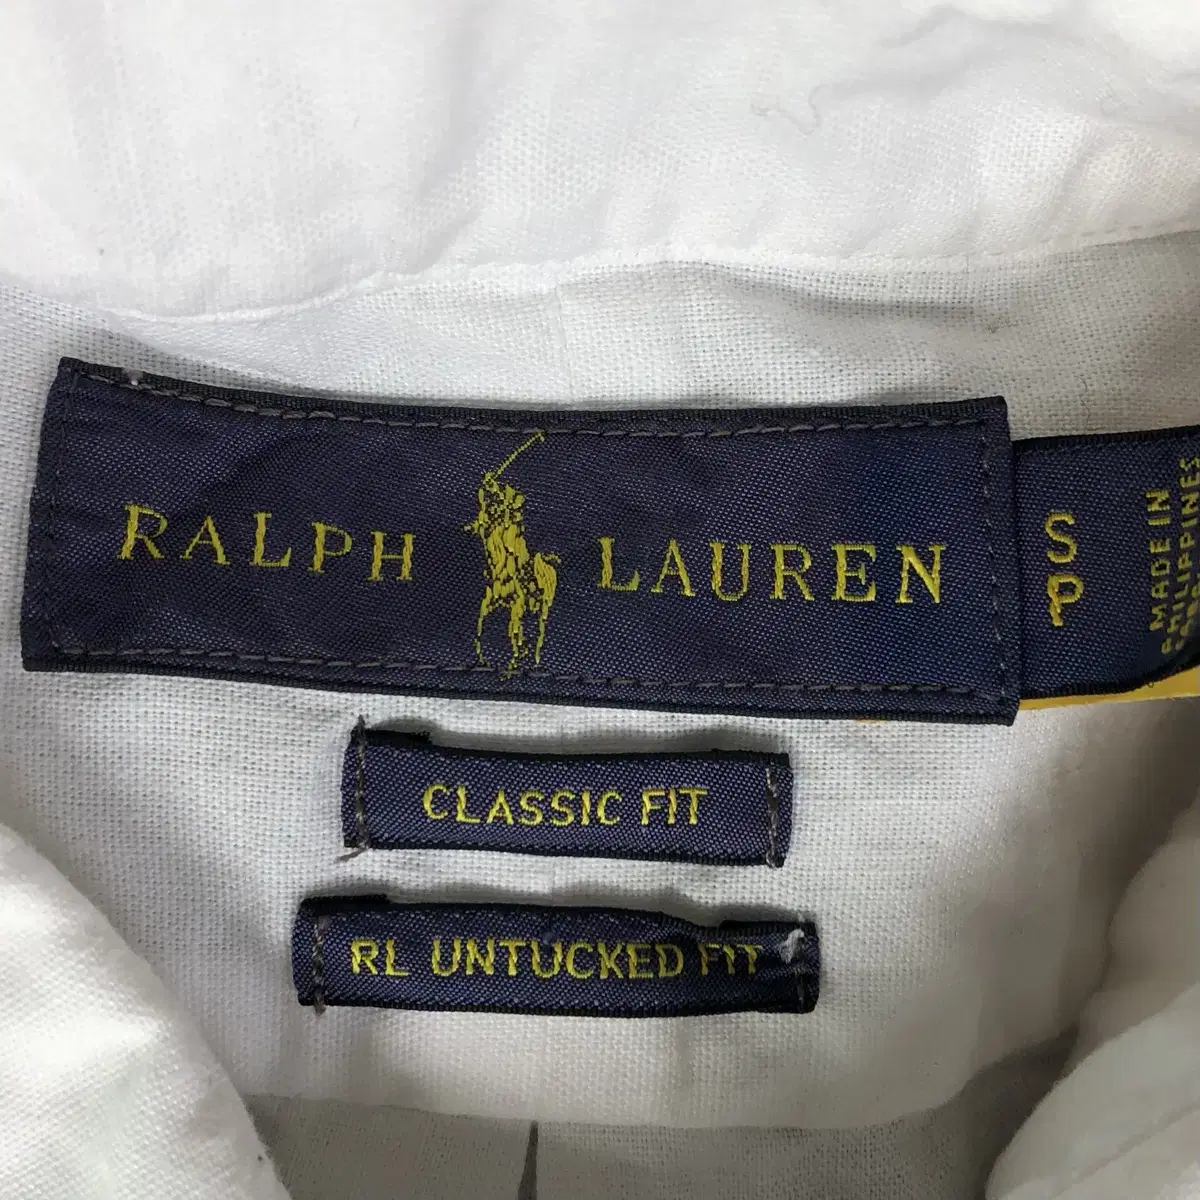 RALPH LAUREN
S
P
MADE IN
PHILIPPINES
CLASSIC FIT
RL UNTUCKED FIT